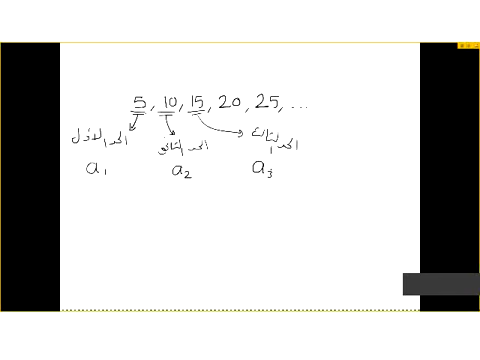 5, 10, 15, 20, 25, ...
الحد الأول الحد الثاني الحد الثالث
a₁ a₂ a₃